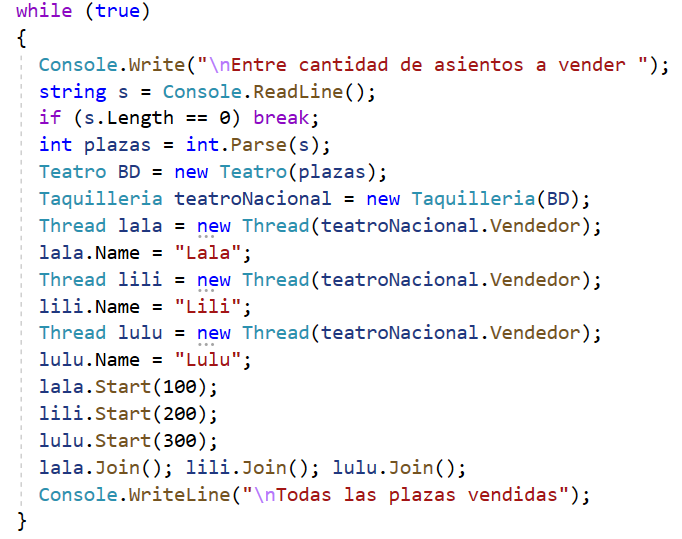 while (true)
{
Console.Write("\nEntre cantidad de asientos a vender ");
string s = Console.ReadLine();
if (s.Length == 0) break;
int plazas = int.Parse(s);
Teatro BD = new Teatro(plazas);
Taquilleria teatroNacional = new Taquilleria(BD);
Thread lala = new Thread(teatroNacional.Vendedor);
lala.Name = "Lala";
Thread lili = new Thread(teatroNacional.Vendedor);
lili.Name = "Lili";
Thread lulu = new Thread(teatroNacional.Vendedor);
lulu.Name = "Lulu";
lala.Start(100);
lili.Start(200);
lulu.Start(300);
lala.Join(); lili.Join(); lulu.Join();
Console.WriteLine("\nTodas las plazas vendidas");
}